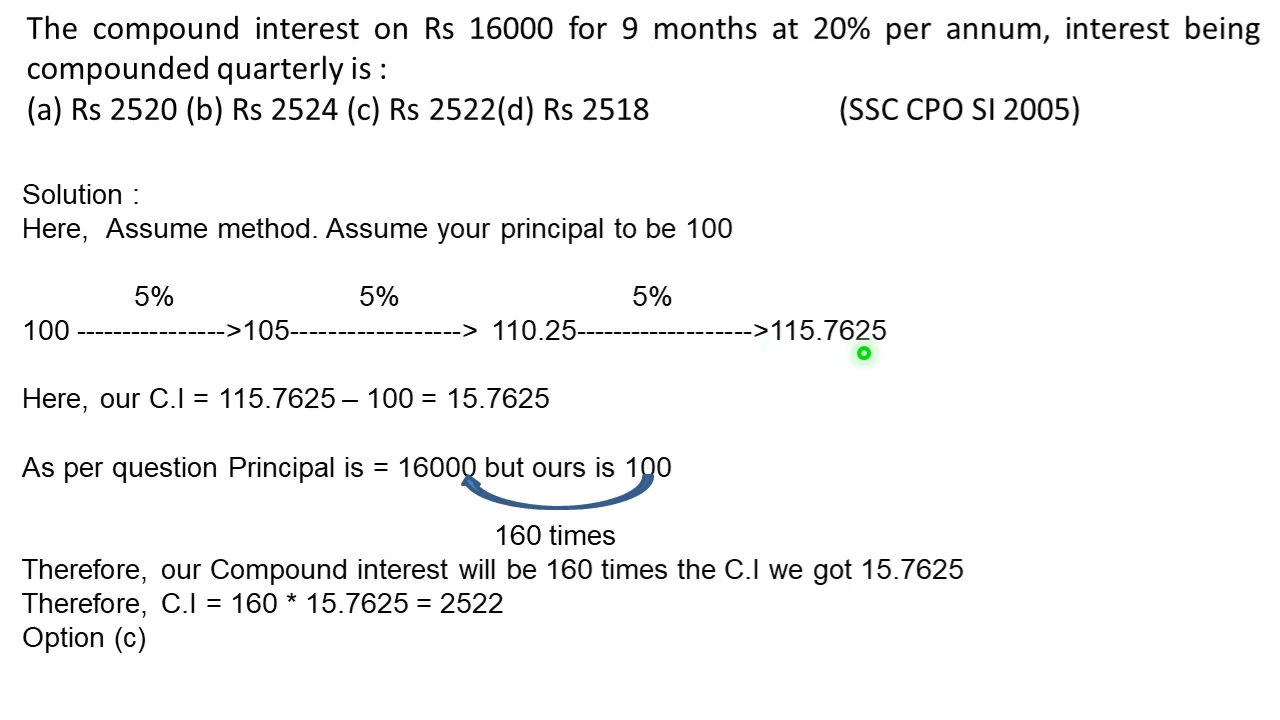 The compound interest on Rs 16000 for 9 months at 20% per annum, interest being
compounded quarterly is :
(a) Rs 2520 (b) Rs 2524 (c) Rs 2522(d) Rs 2518 (SSC CPO SI 2005)
Solution :
Here, Assume method. Assume your principal to be 100
5% 5% 5%
100 ---------------->105-------------------> 110.25------------------->115.7625
Here, our C.I = 115.7625 – 100 = 15.7625
As per question Principal is = 16000 but ours is 100
160 times
Therefore, our Compound interest will be 160 times the C.I we got 15.7625
Therefore, C.I = 160 * 15.7625 = 2522
Option (c)